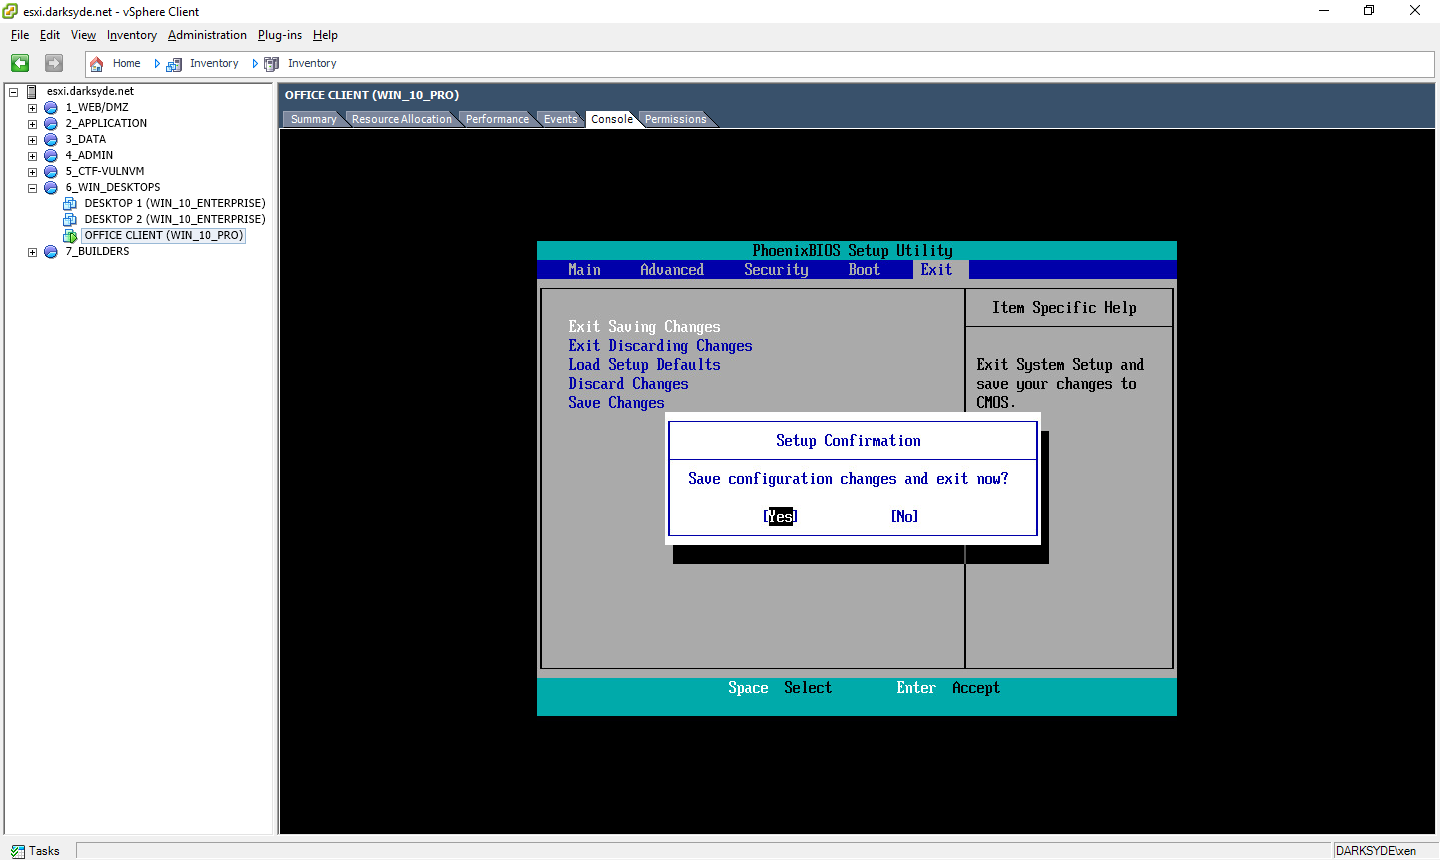 esxi.darksyde.net - vSphere Client
File Edit View Inventory Administration Plug-ins Help
Home Inventory Inventory
esxi.darksyde.net
1_WEB/DMZ
2_APPLICATION
3_DATA
4_ADMIN
5_CTF-VULNVM
6_WIN_DESKTOPS
DESKTOP 1 (WIN_10_ENTERPRISE)
DESKTOP 2 (WIN_10_ENTERPRISE)
OFFICE CLIENT (WIN_10_PRO)
7_BUILDERS
OFFICE CLIENT (WIN_10_PRO)
Summary Resource Allocation Performance Events Console Permissions
PhoenixBIOS Setup Utility
Main Advanced Security Boot Exit
Exit Saving Changes
Exit Discarding Changes
Load Setup Defaults
Discard Changes
Save Changes
Item Specific Help
Exit System Setup and
save your changes to
CMOS.
Setup Confirmation
Save configuration changes and exit now?
[Yes] [No]
Space Select Enter Accept
Tasks
DARKSYDE\xen